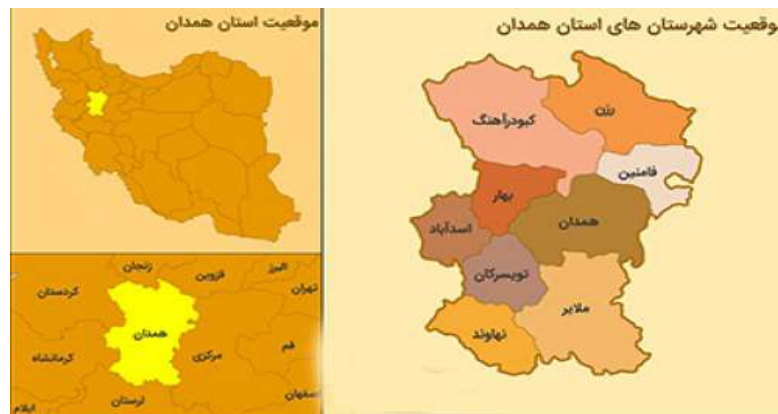 موقعیت شهرستان های استان همدان
رزن
کبودرآهنگ
فامنین
بهار
همدان
اسدآباد
تویسرکان
ملایر
نهاوند
موقعیت استان همدان
البرز
قزوین
زنجان
تهران
کردستان
همدان
قم
مرکزی
کرمانشاه
اصفهان
لرستان
ایلام